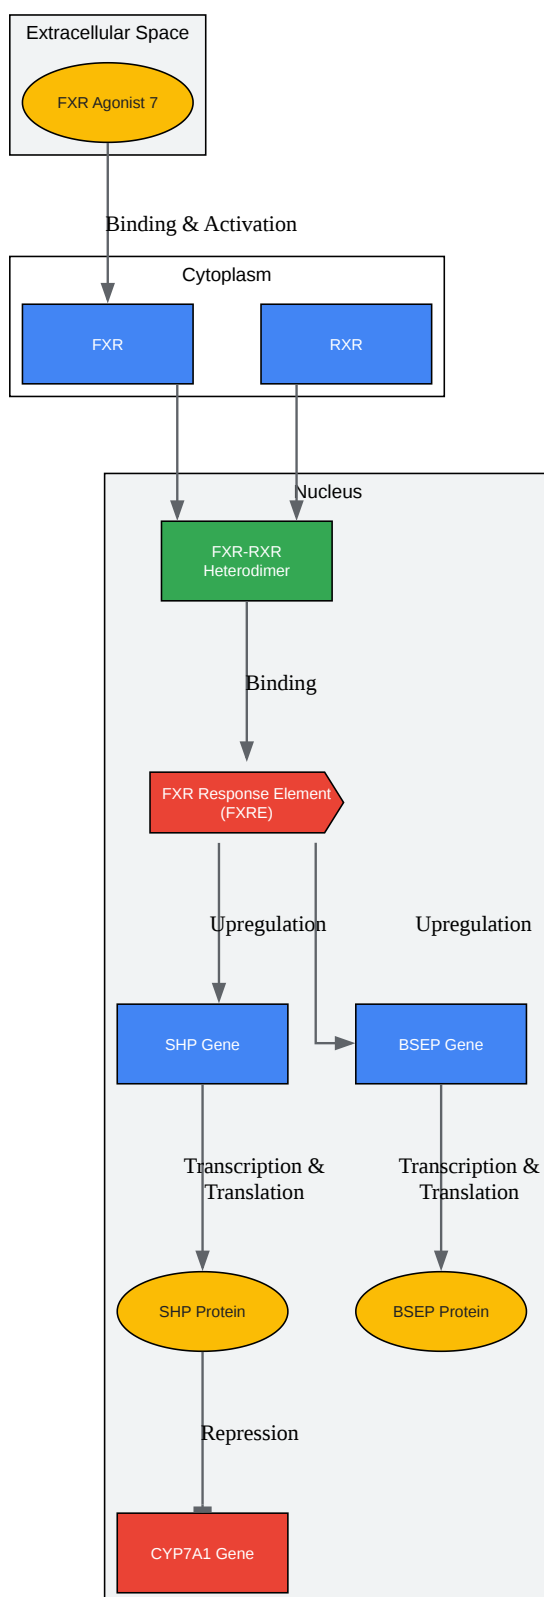 Extracellular Space
FXR Agonist 7
Binding & Activation
Cytoplasm
FXR
RXR
Nucleus
FXR-RXR
Heterodimer
Binding
FXR Response Element
(FXRE)
Upregulation
Upregulation
SHP Gene
BSEP Gene
Transcription &
Translation
Transcription &
Translation
SHP Protein
BSEP Protein
Repression
CYP7A1 Gene